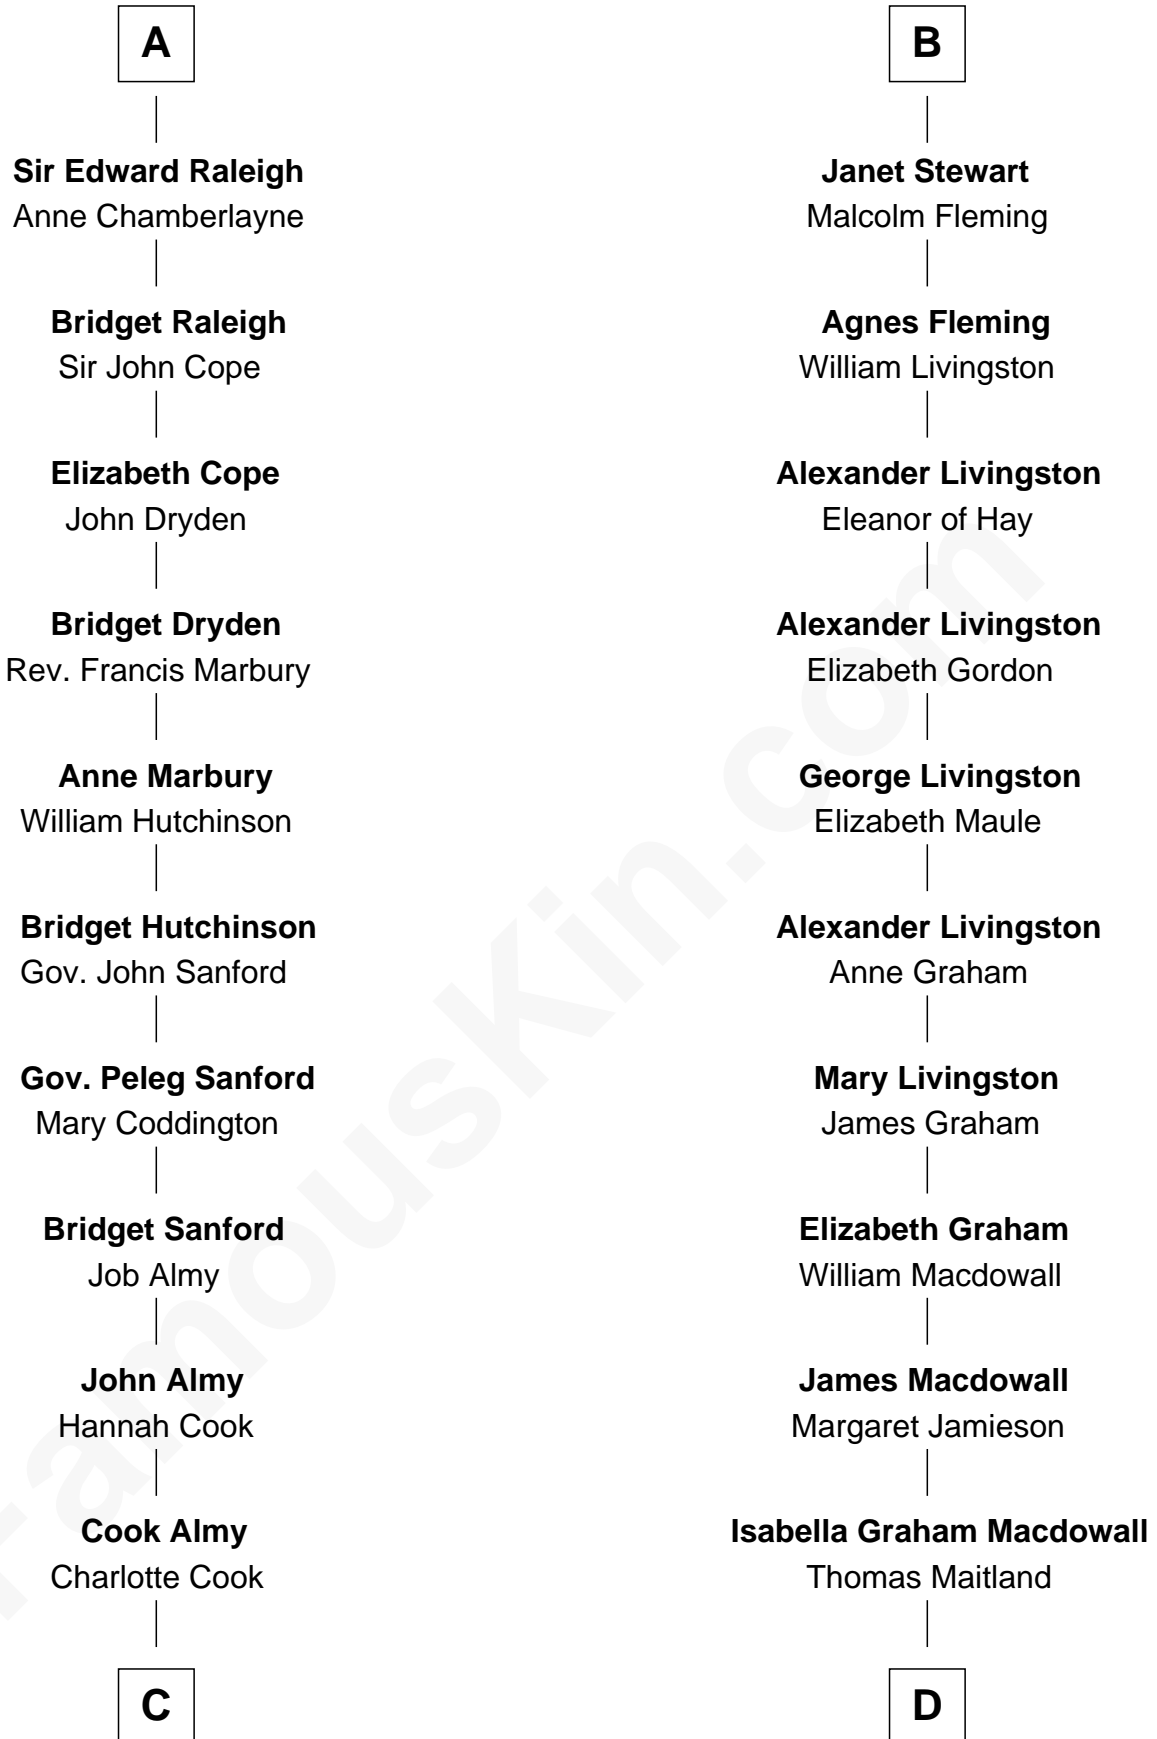 A
Sir Edward Raleigh
Anne Chamberlayne
Bridget Raleigh
Sir John Cope
Elizabeth Cope
John Dryden
Bridget Dryden
Rev. Francis Marbury
Anne Marbury
William Hutchinson
Bridget Hutchinson
Gov. John Sanford
Gov. Peleg Sanford
Mary Coddington
Bridget Sanford
Job Almy
John Almy
Hannah Cook
Cook Almy
Charlotte Cook
C
B
Janet Stewart
Malcolm Fleming
Agnes Fleming
William Livingston
Alexander Livingston
Eleanor of Hay
Alexander Livingston
Elizabeth Gordon
George Livingston
Elizabeth Maule
Alexander Livingston
Anne Graham
Mary Livingston
James Graham
Elizabeth Graham
William Macdowall
James Macdowall
Margaret Jamieson
Isabella Graham Macdowall
Thomas Maitland
D
FamousKin.com